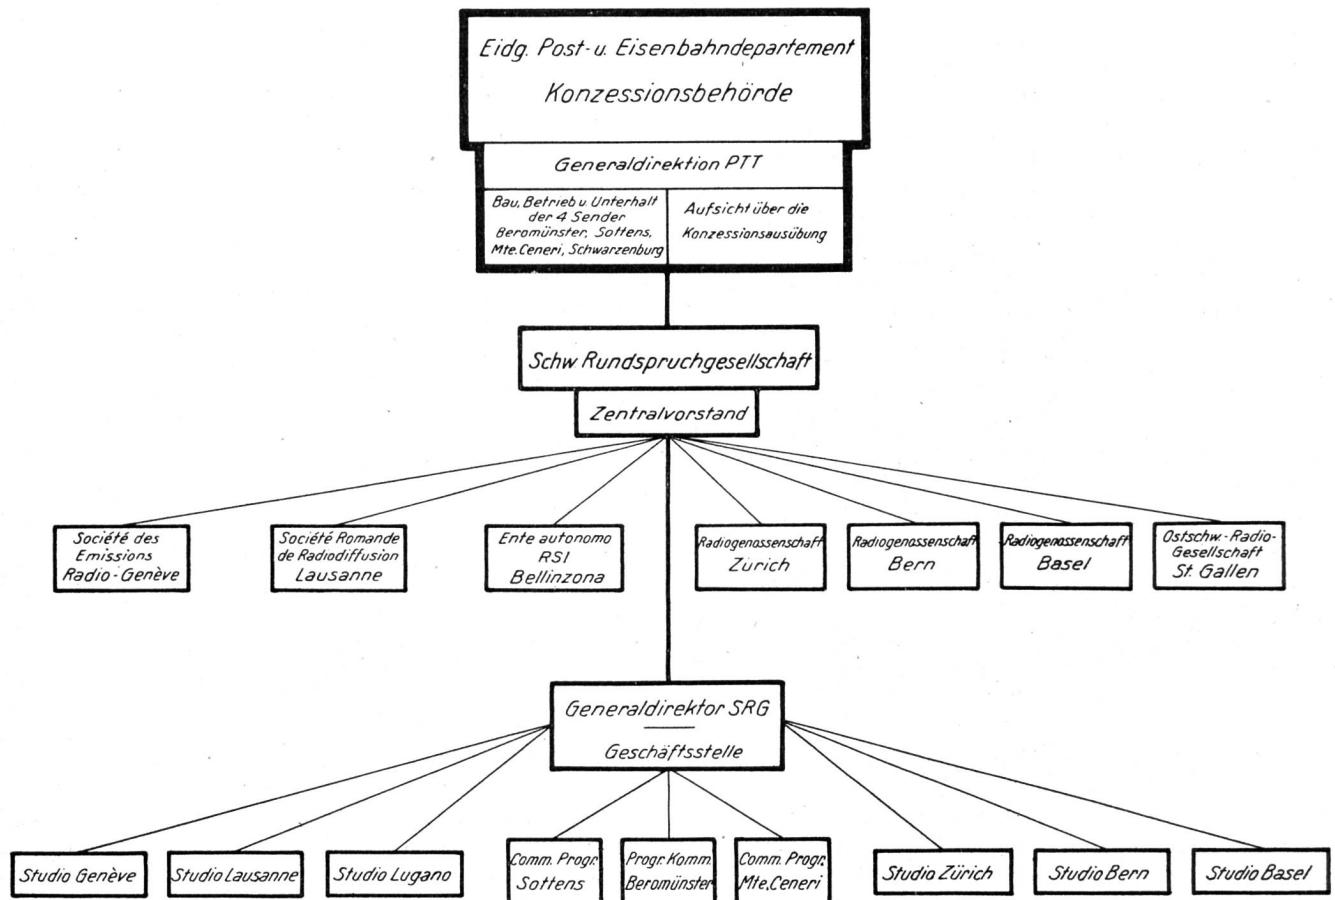 Eidg. Post- u. Eisenbahndepartement
Konzessionsbehörde
Generaldirektion PTT
Bau, Betrieb u. Unterhalt
der 4 Sender
Beromünster, Sottens,
Mte. Ceneri, Schwarzenburg
Aufsicht über die
Konzessionsausübung
Schw Rundspruchgesellschaft
Zentralvorstand
Société des
Emissions
Radio-Genève
Société Romande
de Radiodiffusion
Lausanne
Ente autonomo
RSI
Bellinzona
Radiogenossenschaft
Zürich
Radiogenossenschaft
Bern
Radiogenossenschaft
Basel
Ostschw.-Radio-
Gesellschaft
St. Gallen
Generaldirektor SRG
Geschäftsstelle
Studio Genève
Studio Lausanne
Studio Lugano
Comm. Progr.
Sottens
Progr. Komm.
Beromünster
Comm. Progr.
Mte. Ceneri
Studio Zürich
Studio Bern
Studio Basel